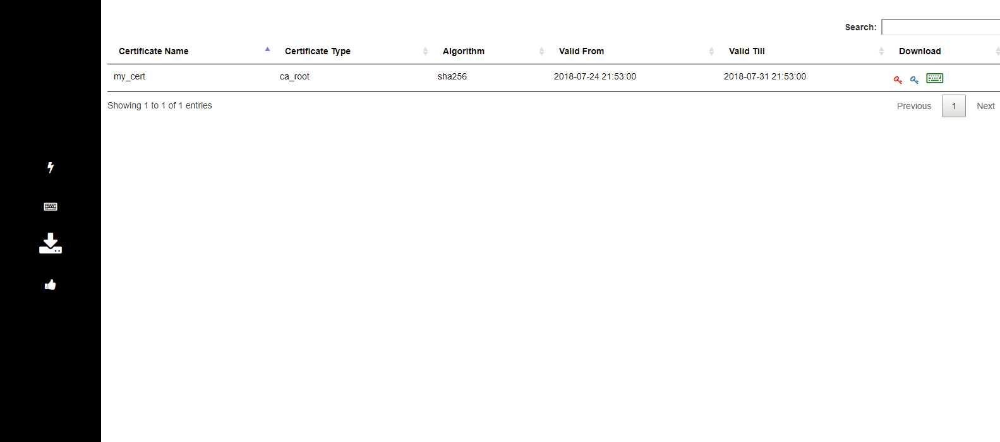 Search:
Certificate Name Certificate Type Algorithm Valid From Valid Till Download
my_cert ca_root sha256 2018-07-24 21:53:00 2018-07-31 21:53:00
Showing 1 to 1 of 1 entries Previous 1 Next